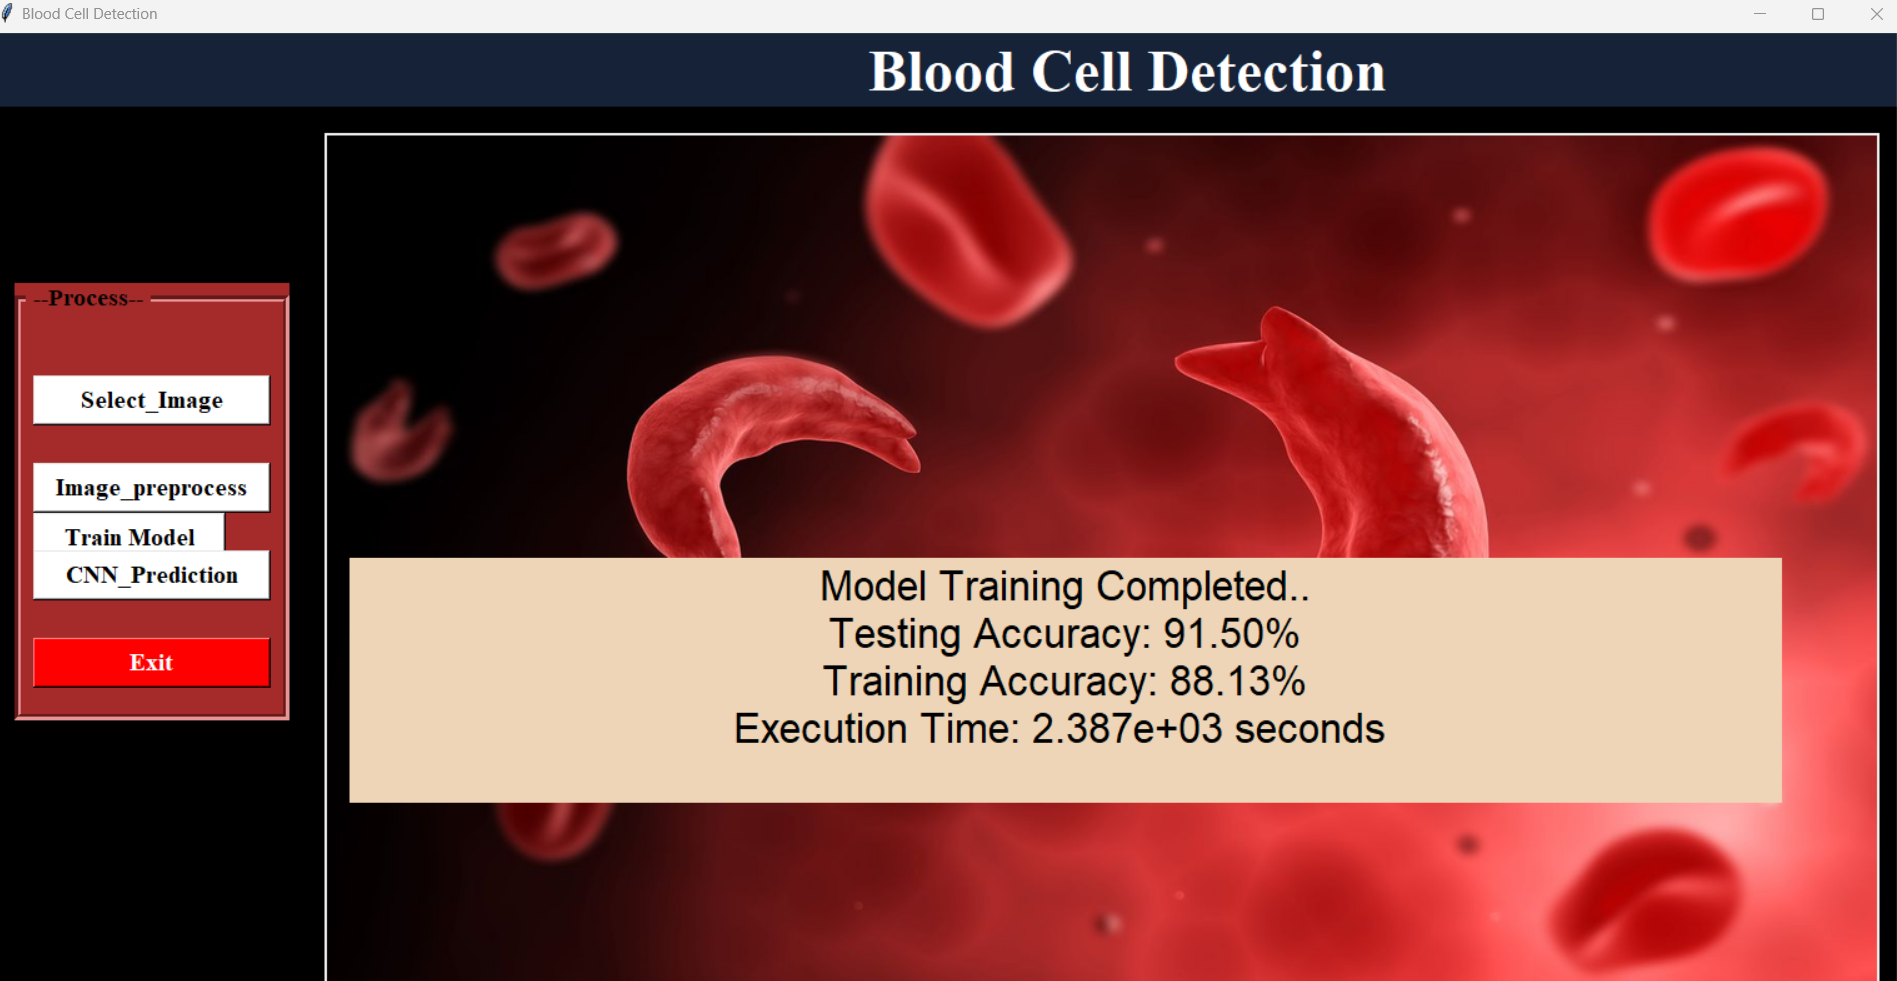 Blood Cell Detection
Blood Cell Detection
--Process--
Select_Image
Image_preprocess
Train Model
CNN_Prediction
Exit
Model Training Completed..
Testing Accuracy: 91.50%
Training Accuracy: 88.13%
Execution Time: 2.387e+03 seconds